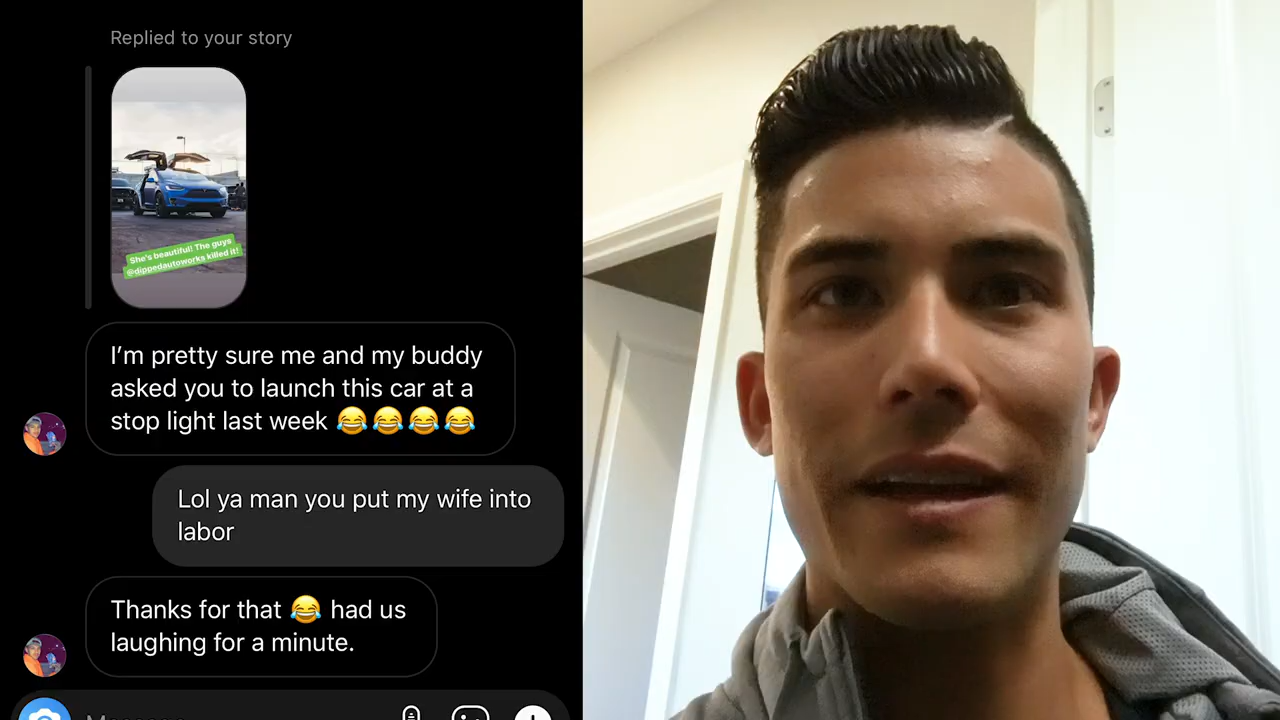 Replied to your story
She's beautiful! The guys
@dippedautoworks killed it!
I'm pretty sure me and my buddy
asked you to launch this car at a
stop light last week 😂😂😂😂
Lol ya man you put my wife into
labor
Thanks for that 😂 had us
laughing for a minute.